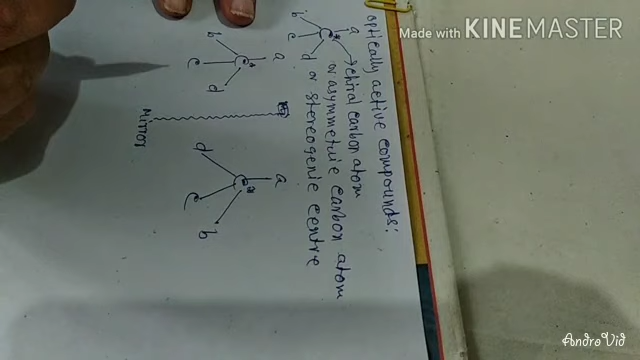 Made with KINEMASTER
optically active compounds:
a
b C* → chiral carbon atom
c d or asymmetric carbon atom
or stereogenic centre
a a
b C* C*
c d d c b
Mirror
AndroVid